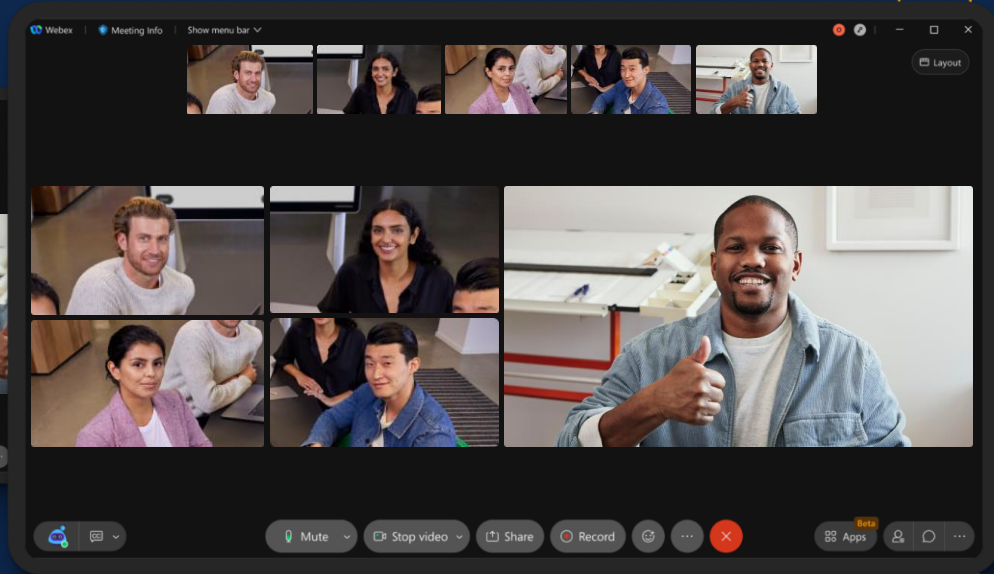 Webex
Meeting Info
Show menu bar
Layout
Mute
Stop video
Share
Record
Beta
Apps